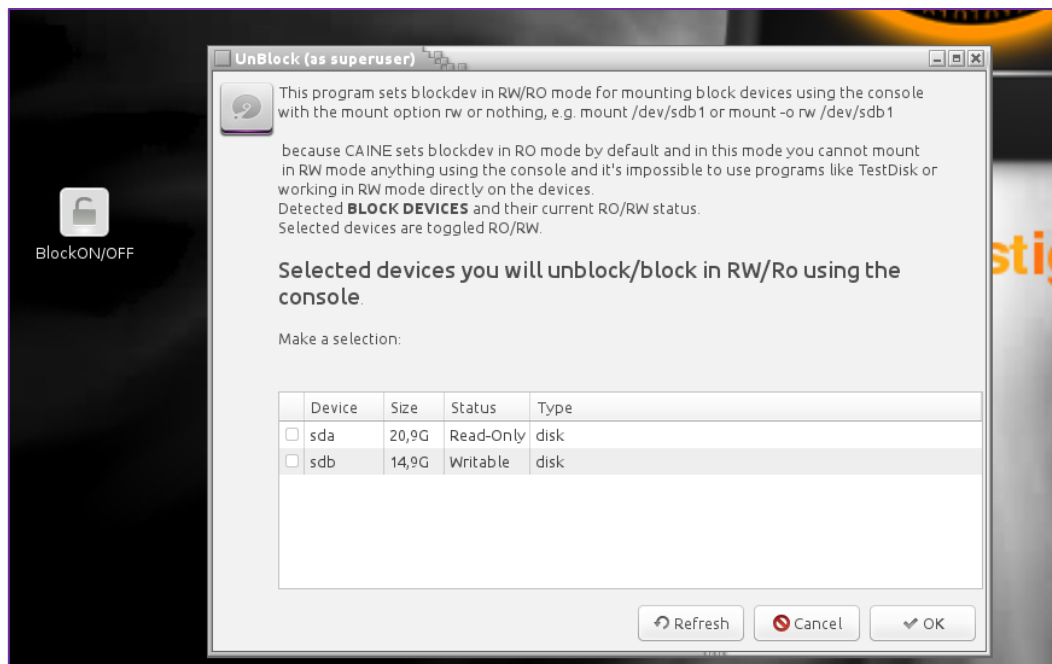 UnBlock (as superuser)
This program sets blockdev in RW/RO mode for mounting block devices using the console
with the mount option rw or nothing, e.g. mount /dev/sdb1 or mount -o rw /dev/sdb1
because CAINE sets blockdev in RO mode by default and in this mode you cannot mount
in RW mode anything using the console and it's impossible to use programs like TestDisk or
working in RW mode directly on the devices.
Detected BLOCK DEVICES and their current RO/RW status.
Selected devices are toggled RO/RW.
BlockON/OFF
Selected devices you will unblock/block in RW/Ro using the
console.
Make a selection:
Device Size Status Type
sda 20,9G Read-Only disk
sdb 14,9G Writable disk
Refresh Cancel OK
stig